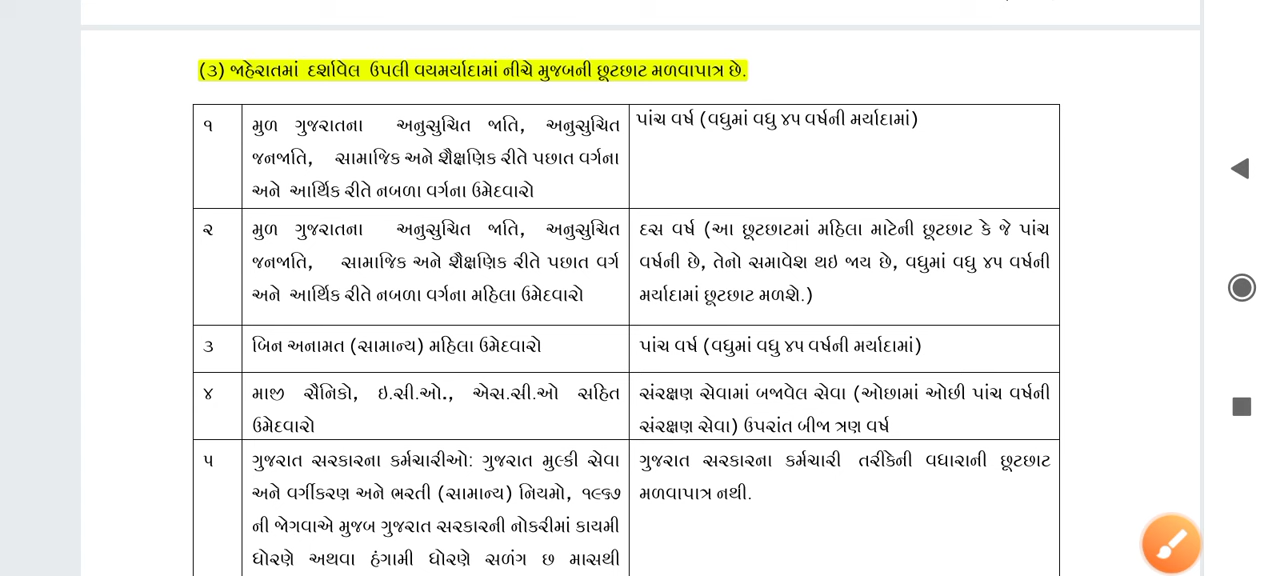 (૩) જાહેરાતમાં દર્શાવેલ ઉપલી વયમર્યાદામાં નીચે મુજબની છૂટછાટ મળવાપાત્ર છે.
૧
મુળ ગુજરાતના અનુસુચિત જાતિ, અનુસુચિત
જનજાતિ, સામાજિક અને શૈક્ષણિક રીતે પછાત વર્ગના
અને આર્થિક રીતે નબળા વર્ગના ઉમેદવારો
પાંચ વર્ષ (વધુમાં વધુ ૪૫ વર્ષની મર્યાદામાં)
૨
મુળ ગુજરાતના અનુસુચિત જાતિ, અનુસુચિત
જનજાતિ, સામાજિક અને શૈક્ષણિક રીતે પછાત વર્ગ
અને આર્થિક રીતે નબળા વર્ગના મહિલા ઉમેદવારો
દસ વર્ષ (આ છૂટછાટમાં મહિલા માટેની છૂટછાટ કે જે પાંચ
વર્ષની છે, તેનો સમાવેશ થઇ જાય છે, વધુમાં વધુ ૪૫ વર્ષની
મર્યાદામાં છૂટછાટ મળશે.)
૩
બિન અનામત (સામાન્ય) મહિલા ઉમેદવારો
પાંચ વર્ષ (વધુમાં વધુ ૪૫ વર્ષની મર્યાદામાં)
૪
માજી સૈનિકો, ઇ.સી.ઓ., એસ.સી.ઓ સહિત
ઉમેદવારો
સંરક્ષણ સેવામાં બજાવેલ સેવા (ઓછામાં ઓછી પાંચ વર્ષની
સંરક્ષણ સેવા) ઉપરાંત બીજા ત્રણ વર્ષ
૫
ગુજરાત સરકારના કર્મચારીઓ: ગુજરાત મુલ્કી સેવા
અને વર્ગીકરણ અને ભરતી (સામાન્ય) નિયમો, ૧૯૬૭
ની જોગવાએ મુજબ ગુજરાત સરકારની નોકરીમાં કાયમી
ધોરણે અથવા હંગામી ધોરણે સળંગ છ માસથી
ગુજરાત સરકારના કર્મચારી તરીકેની વધારાની છૂટછાટ
મળવાપાત્ર નથી.